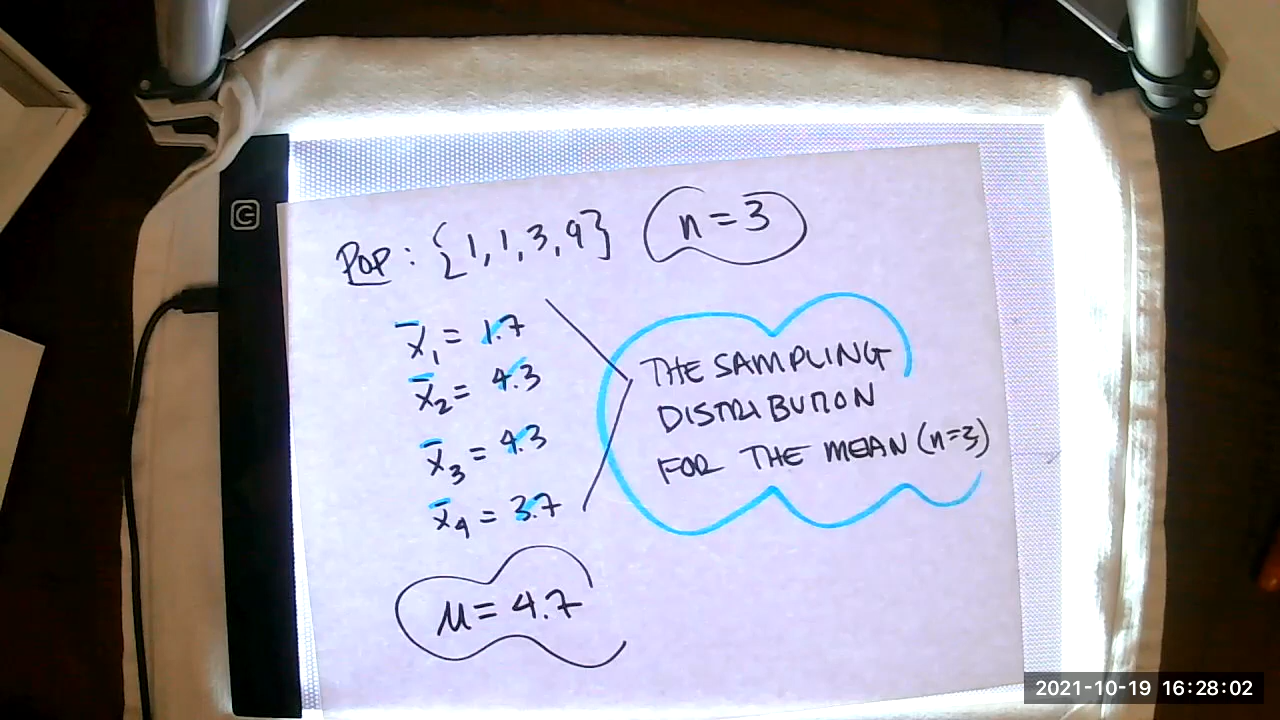 POP: {1, 1, 3, 9} n=3
x̄₁ = 1.7
x̄₂ = 4.3
x̄₃ = 4.3
x̄₄ = 3.7
THE SAMPLING
DISTRIBUTION
FOR THE MEAN (n=3)
μ = 4.7
2021-10-19 16:28:02